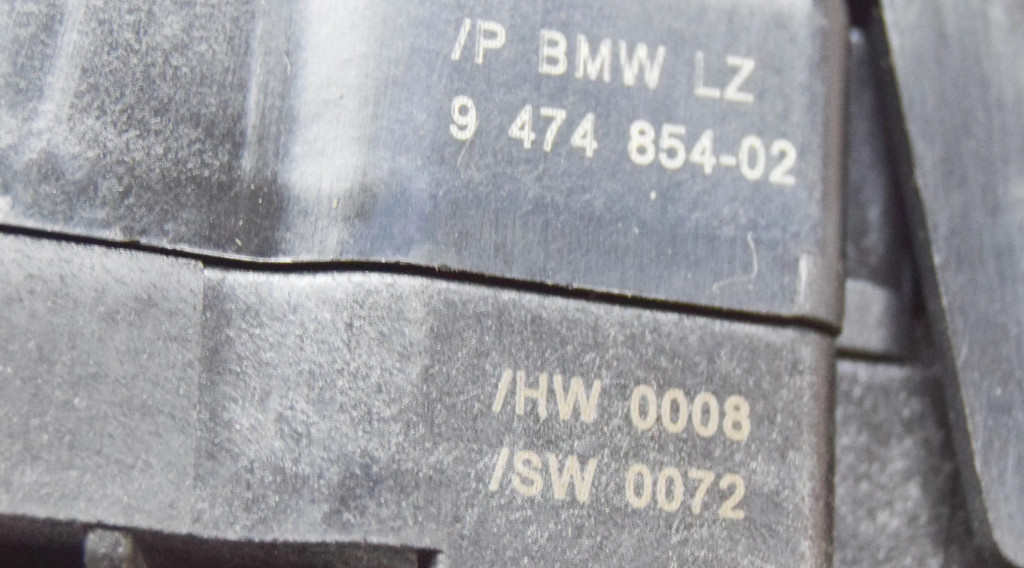 /P BMW LZ
9 474 854-02
/HW 0008
/SW 0072